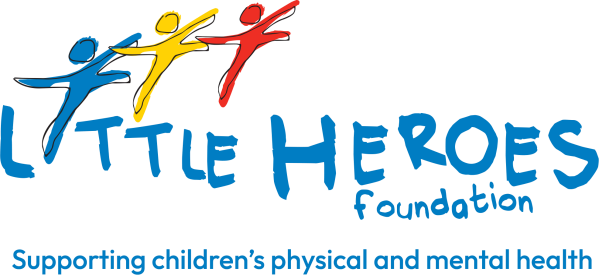 LITTLE HEROES
foundation
Supporting children's physical and mental health